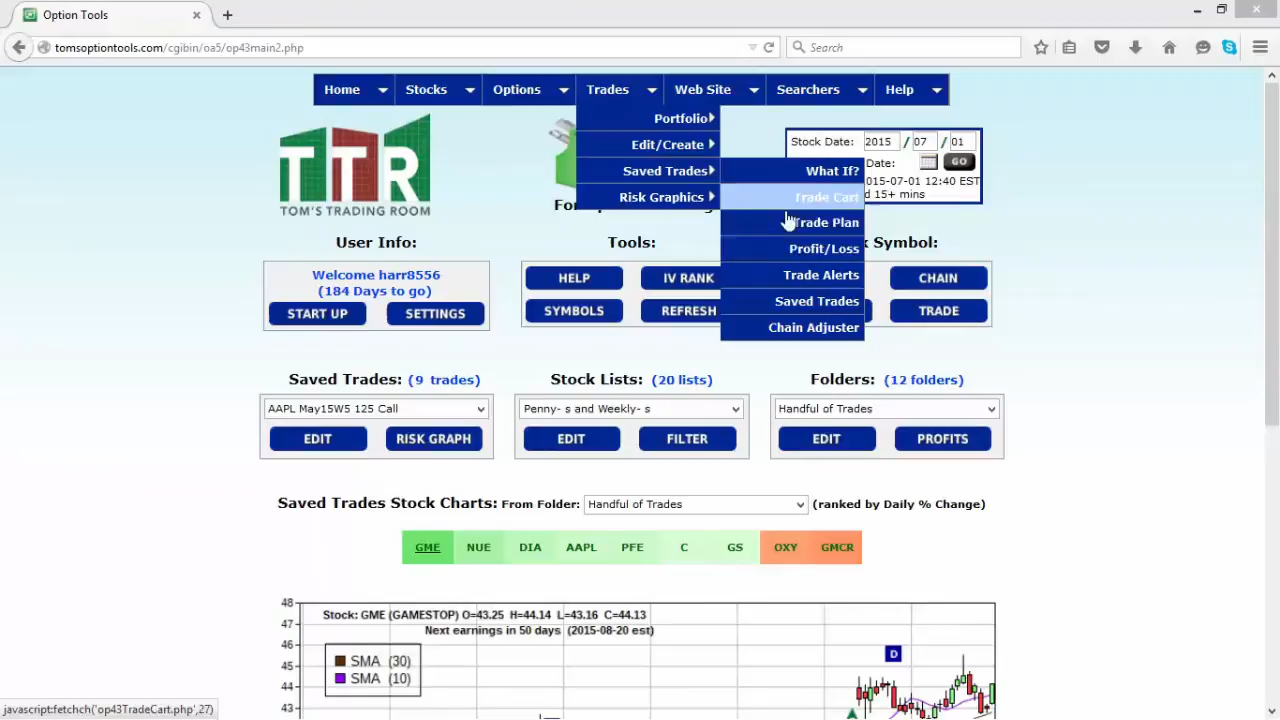 Option Tools
tomsoptiontools.com/cgibin/oa5/op43main2.php
Search
Home Stocks Options Trades Web Site Searchers Help
Portfolio
Edit/Create
Saved Trades
Risk Graphics
What If?
Trade Cart
Trade Plan
Profit/Loss
Trade Alerts
Saved Trades
Chain Adjuster
TTR
TOM'S TRADING ROOM
Stock Date: 2015 / 07 / 01
Date: GO
015-07-01 12:40 EST
d 15+ mins
User Info:
Welcome harr8556
(184 Days to go)
START UP SETTINGS
Tools:
HELP IV RANK
SYMBOLS REFRESH
Symbol:
CHAIN
TRADE
Saved Trades: (9 trades)
AAPL May15W5 125 Call
EDIT RISK GRAPH
Stock Lists: (20 lists)
Penny- s and Weekly- s
EDIT FILTER
Folders: (12 folders)
Handful of Trades
EDIT PROFITS
Saved Trades Stock Charts: From Folder: Handful of Trades (ranked by Daily % Change)
GME NUE DIA AAPL PFE C GS OXY GMCR
Stock: GME (GAMESTOP) O=43.25 H=44.14 L=43.16 C=44.13
Next earnings in 50 days (2015-08-20 est)
SMA (30)
SMA (10)
48
47
46
45
44
43
D
javascript:fetchch('op43TradeCart.php',27)